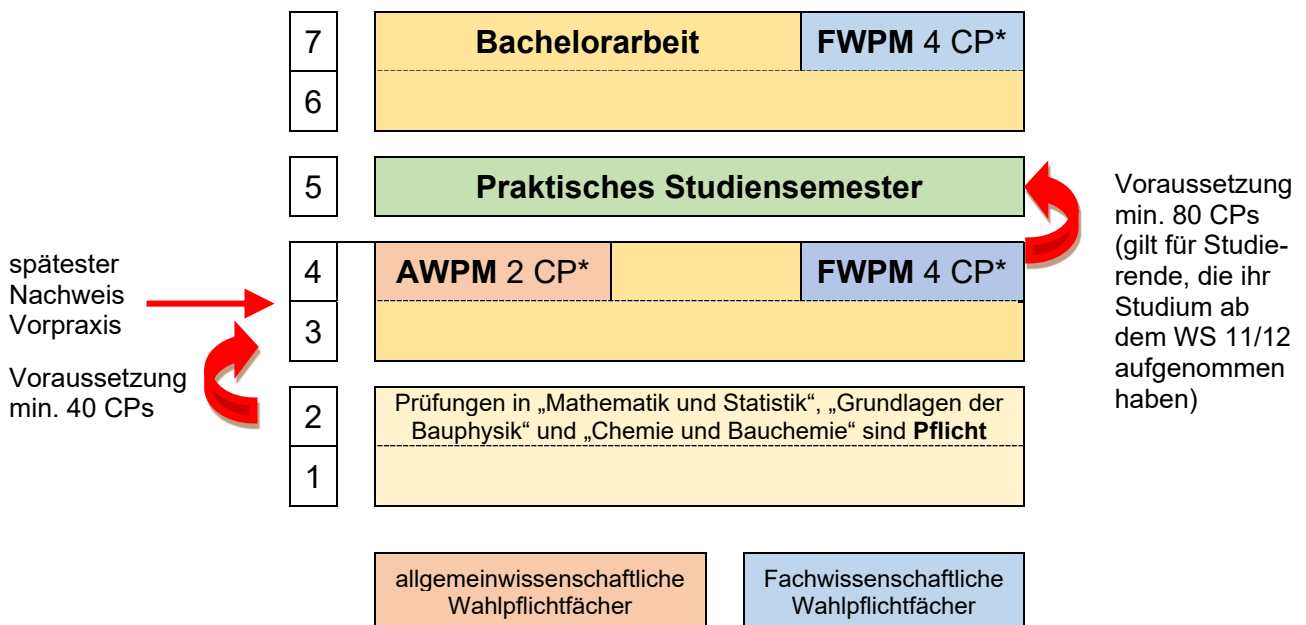 7
Bachelorarbeit
FWPM 4 CP*
6
5
Praktisches Studiensemester
Voraussetzung
min. 80 CPs
(gilt für Studie-
rende, die ihr
Studium ab
dem WS 11/12
aufgenommen
haben)
spätester
Nachweis
Vorpraxis
4
AWPM 2 CP*
FWPM 4 CP*
3
Voraussetzung
min. 40 CPs
2
Prüfungen in „Mathematik und Statistik“, „Grundlagen der
Bauphysik“ und „Chemie und Bauchemie“ sind Pflicht
1
allgemeinwissenschaftliche
Wahlpflichtfächer
Fachwissenschaftliche
Wahlpflichtfächer